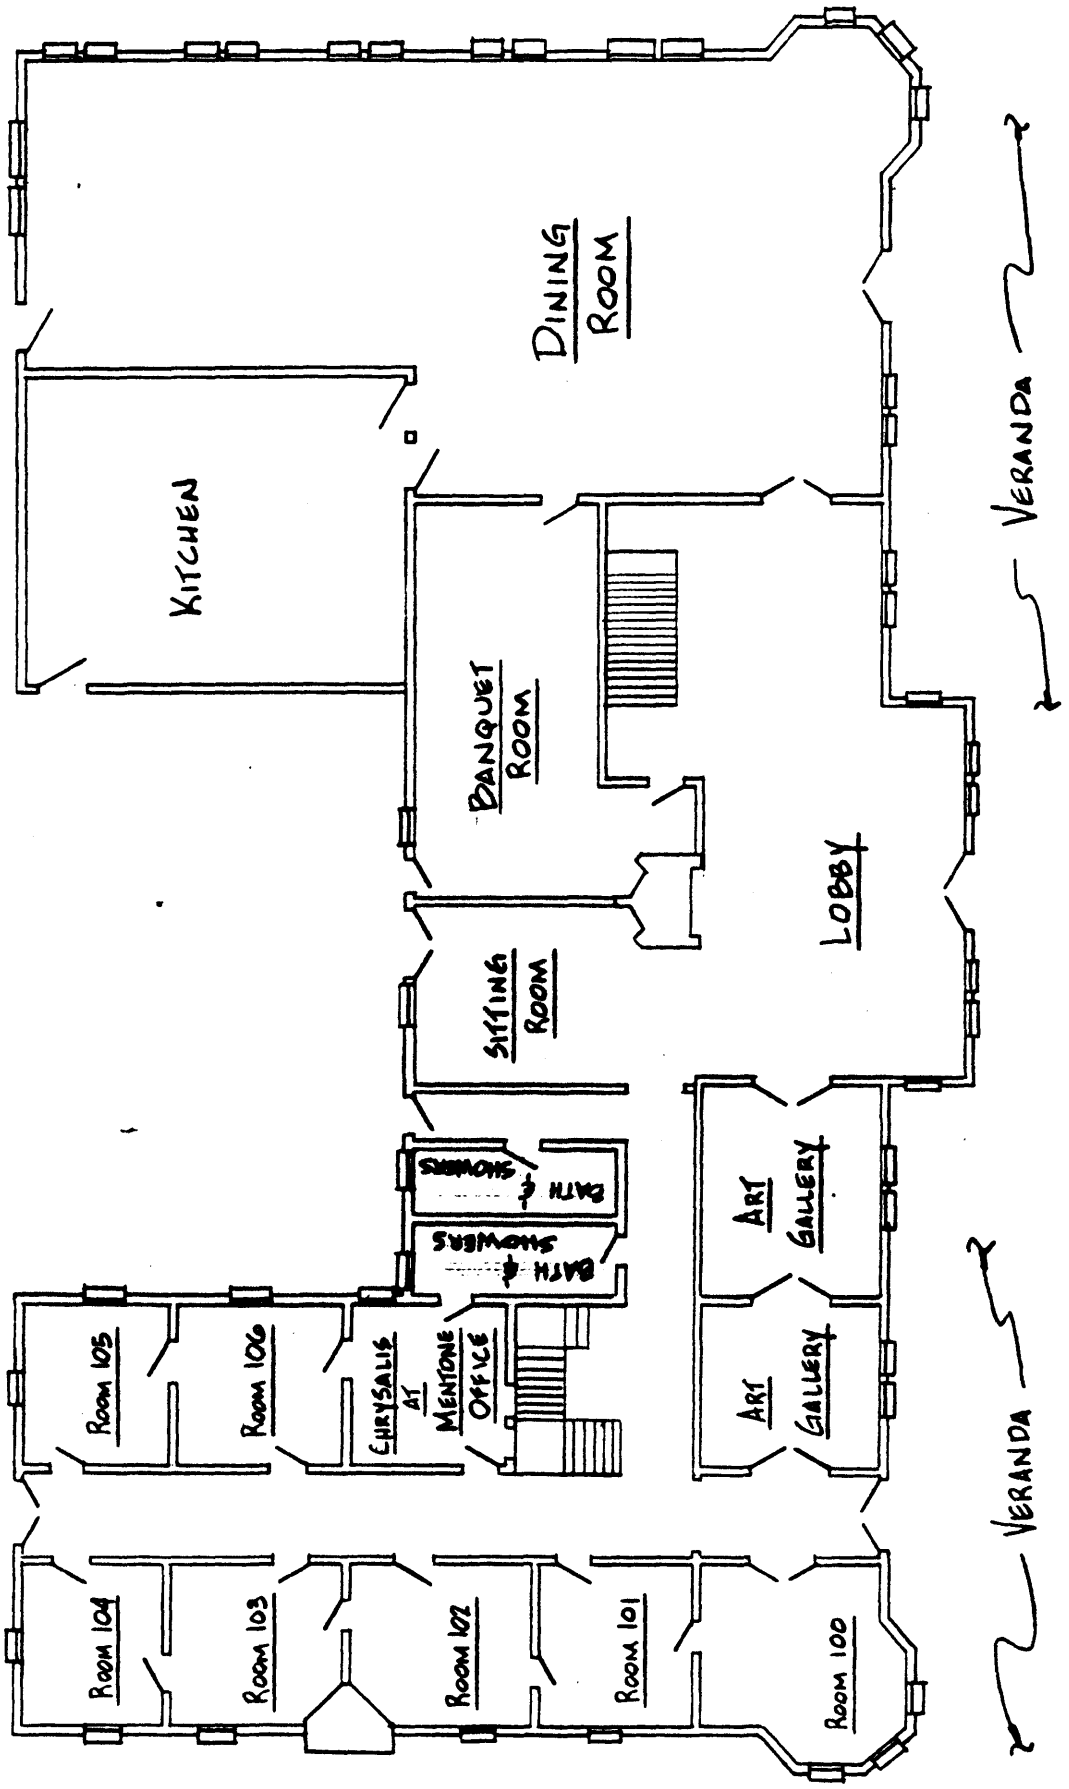 DINING
ROOM
KITCHEN
VERANDA
BANQUET
ROOM
LOBBY
SITTING
ROOM
BATH
&
SHOWERS
BATH
&
SHOWERS
ART
GALLERY
ART
GALLERY
ROOM 105
ROOM 106
CHRYSALIS
AT
MENTONE
OFFICE
VERANDA
ROOM 104
ROOM 103
ROOM 102
ROOM 101
ROOM 100